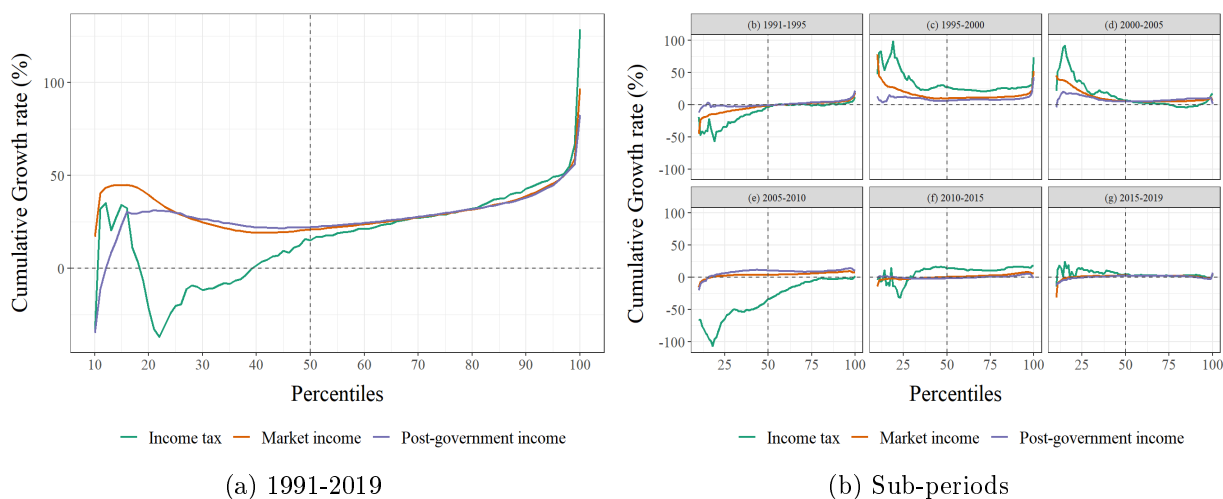 Cumulative Growth rate (%)
100
50
0
10 20 30 40 50 60 70 80 90 100
Percentiles
Income tax Market income Post-government income
(a) 1991-2019
Cumulative Growth rate (%)
(b) 1991-1995 (c) 1995-2000 (d) 2000-2005
100
50
0
-50
-100
(e) 2005-2010 (f) 2010-2015 (g) 2015-2019
100
50
0
-50
-100
25 50 75 100 25 50 75 100 25 50 75 100
Percentiles
Income tax Market income Post-government income
(b) Sub-periods